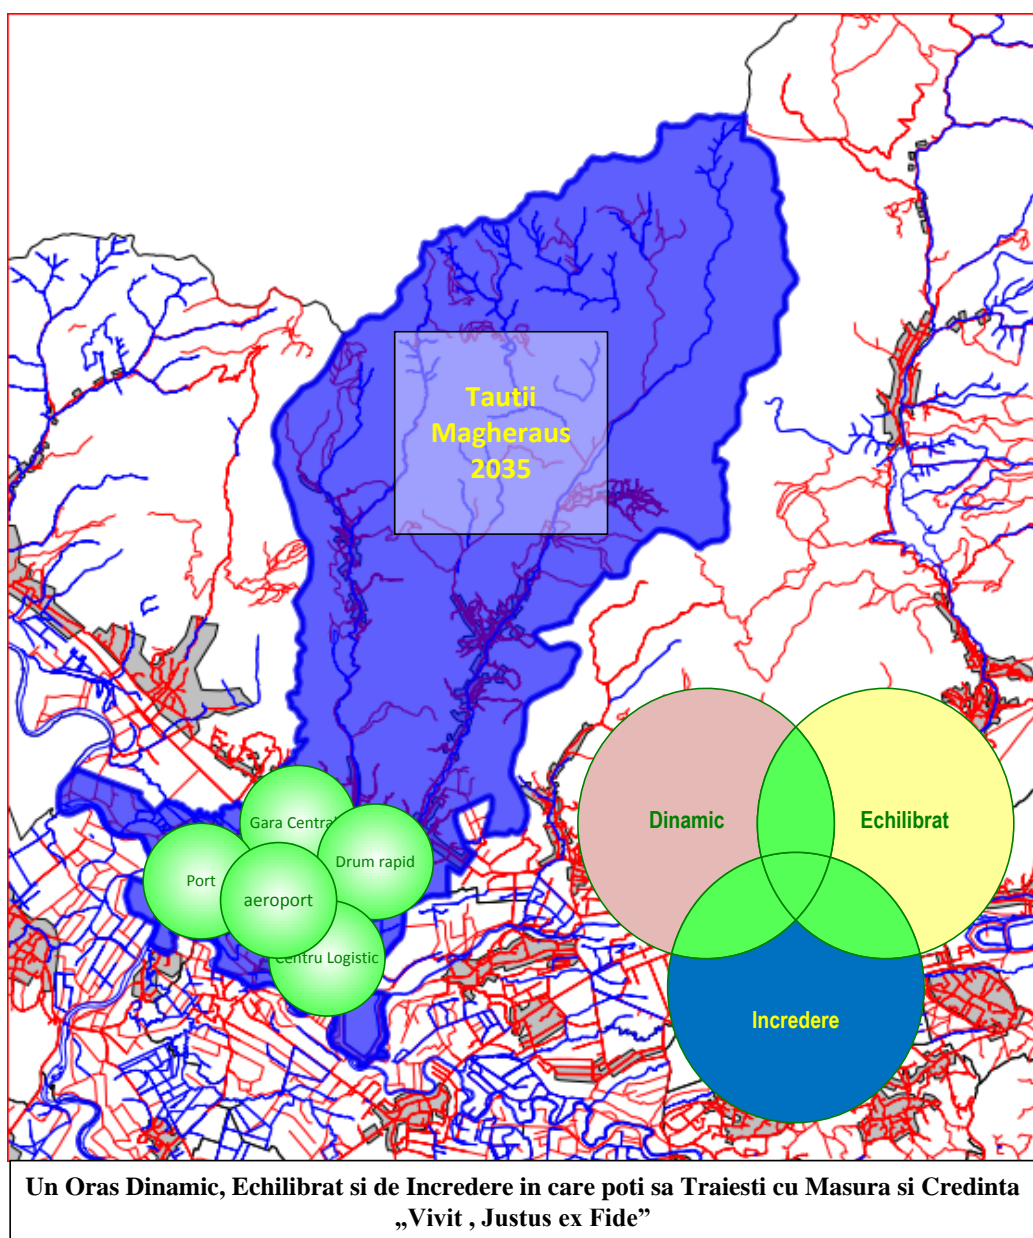 Tautii
Magheraus
2035
Gara Central
Drum rapid
Port
aeroport
Centru Logistic
Dinamic
Echilibrat
Incredere
Un Oras Dinamic, Echilibrat si de Incredere in care poti sa Traiesti cu Masura si Credinta
„Vivit , Justus ex Fide”